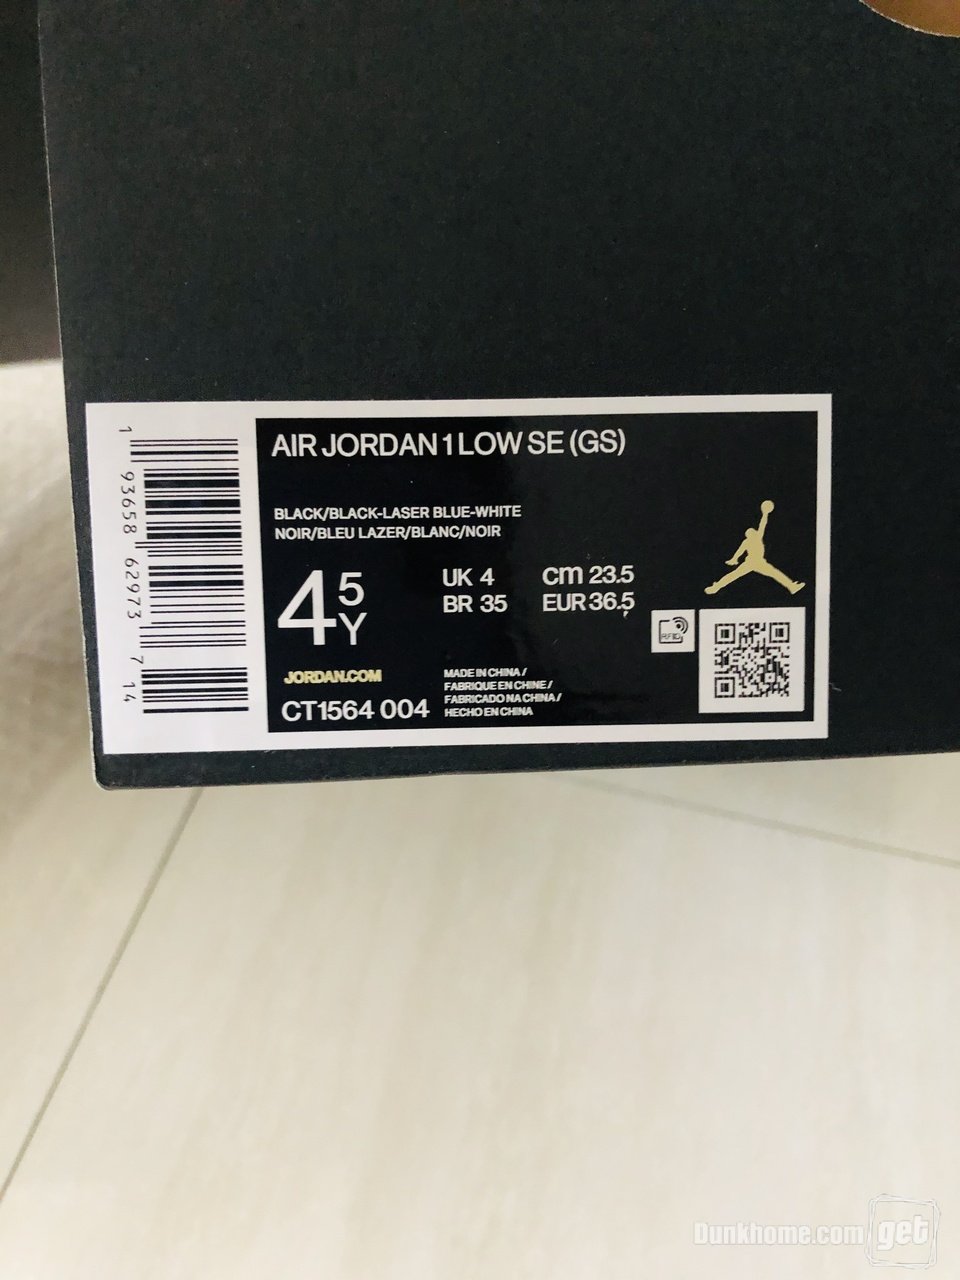 AIR JORDAN 1 LOW SE (GS)
BLACK/BLACK-LASER BLUE-WHITE
NOIR/BLEU LAZER/BLANC/NOIR
4 5 Y
UK 4 cm 23.5
BR 35 EUR 36.5
RFID
JORDAN.COM
CT1564 004
MADE IN CHINA /
FABRIQUE EN CHINE /
FABRICADO NA CHINA /
HECHO EN CHINA
1 93658 62973 7 14
Dunkhome.com get